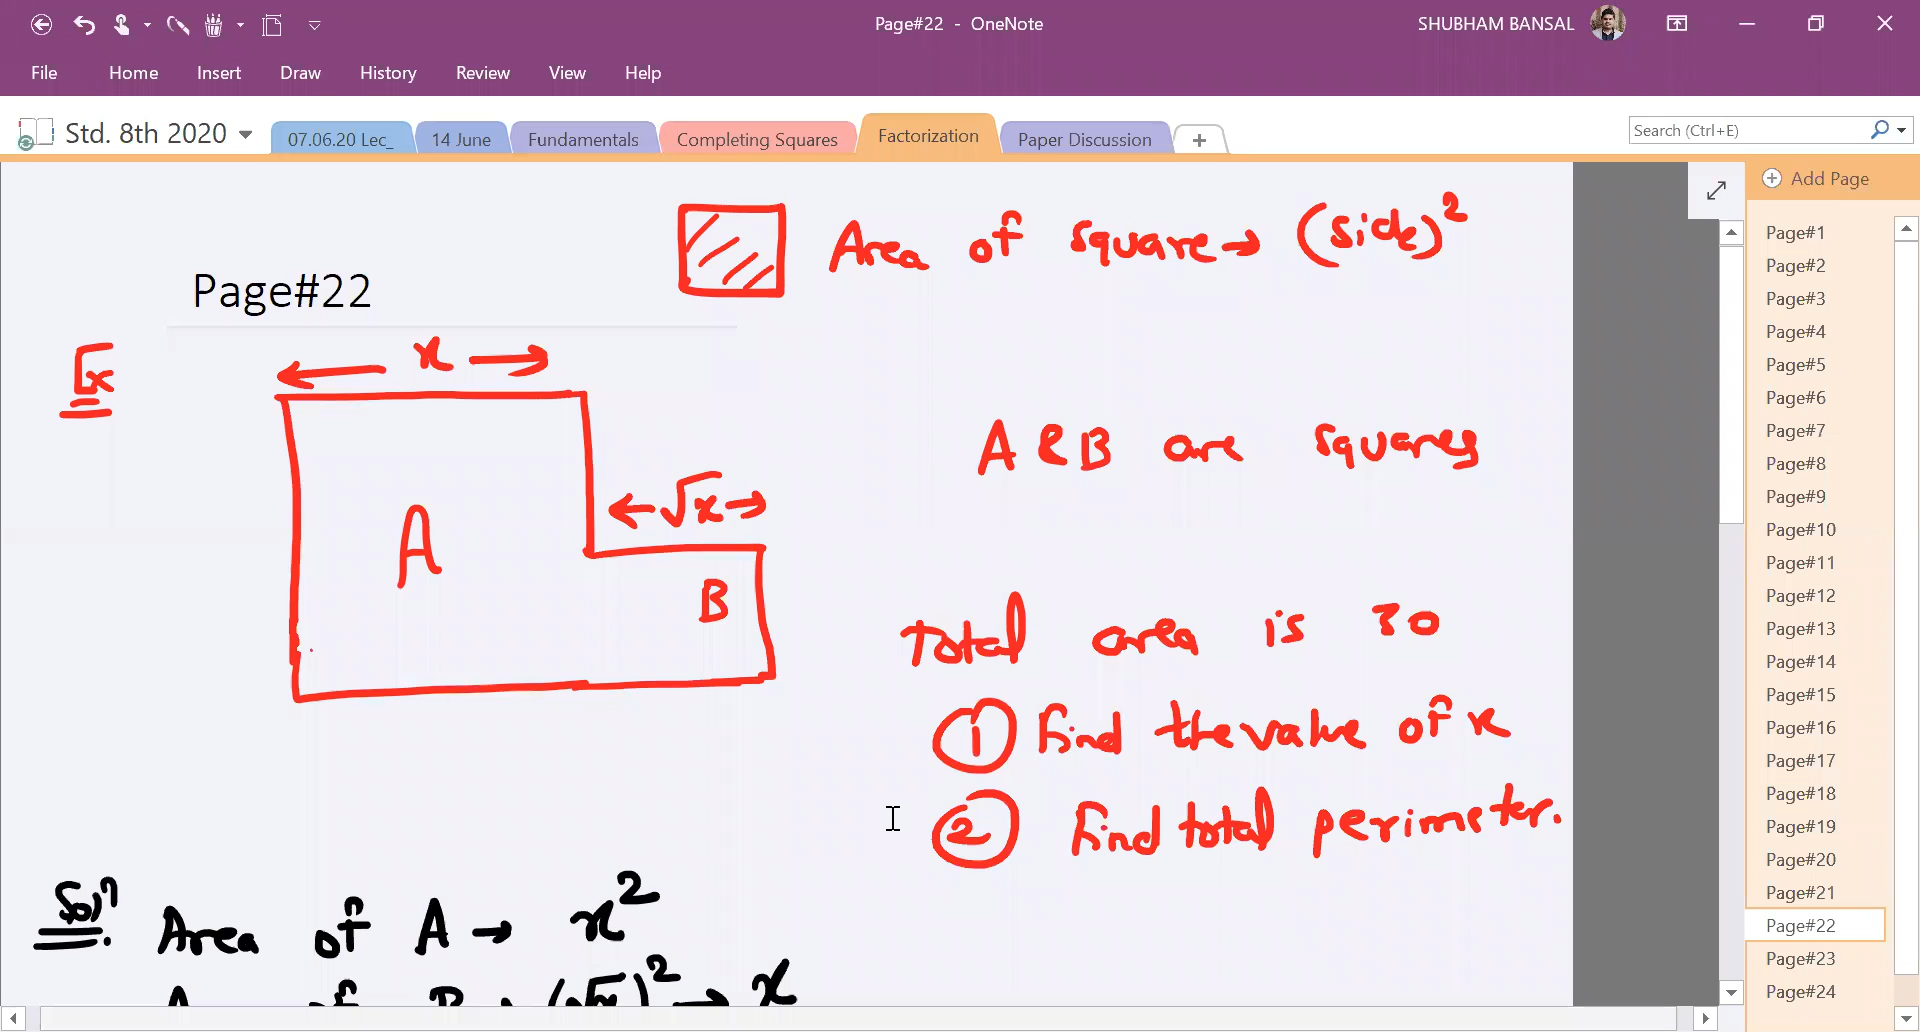 Page#22 - OneNote
SHUBHAM BANSAL
File Home Insert Draw History Review View Help
Std. 8th 2020
07.06.20 Lec_
14 June
Fundamentals
Completing Squares
Factorization
Paper Discussion
Search (Ctrl+E)
Add Page
Area of square → (side)²
Page#22
Ex
x
A & B are squares
√x
A
B
Total area is 30
① Find the value of x
② Find total perimeter.
Solⁿ
Area of A → x²
Area of B → (√x)² → x
Page#1
Page#2
Page#3
Page#4
Page#5
Page#6
Page#7
Page#8
Page#9
Page#10
Page#11
Page#12
Page#13
Page#14
Page#15
Page#16
Page#17
Page#18
Page#19
Page#20
Page#21
Page#22
Page#23
Page#24